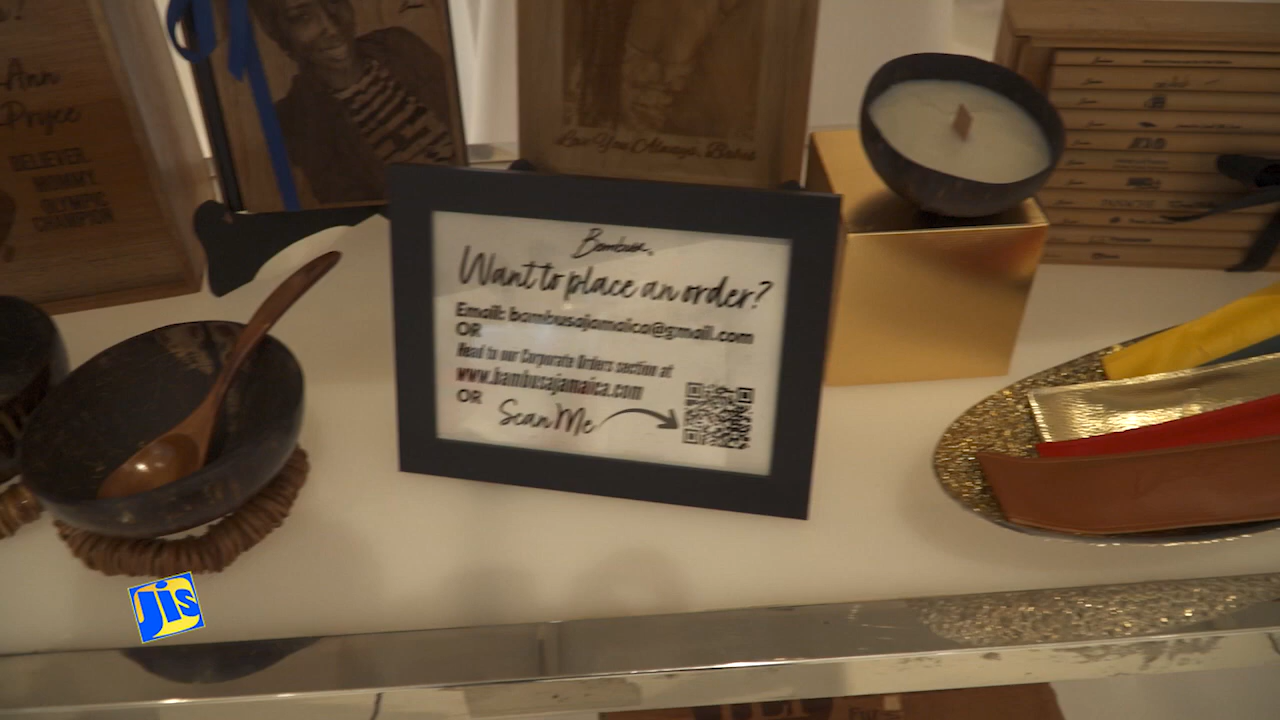 Ann
Pryce
BELIEVER.
MOMMY.
OLYMPIC
CHAMPION
Love You Always, Babes
Bambusa
Want to place an order?
Email: bambusajamaica@gmail.com
OR
Head to our Corporate Orders section at
www.bambusajamaica.com
OR
Scan Me
jis